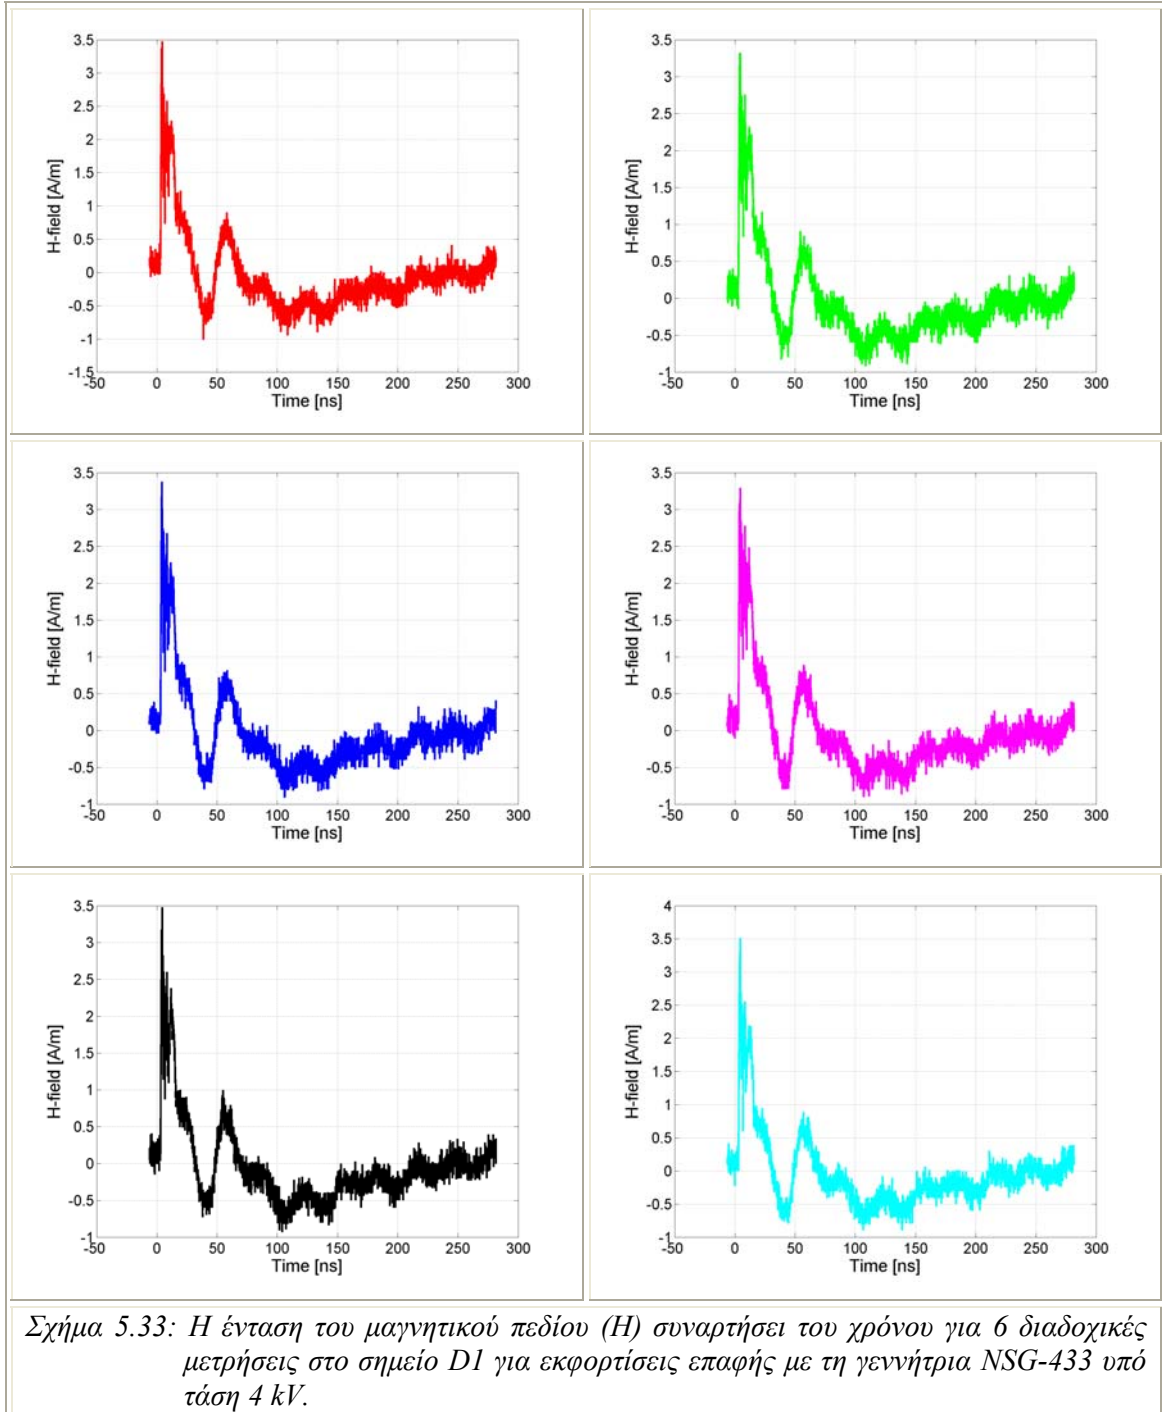 3.5
3
2.5
2
1.5
1
0.5
0
-0.5
-1
-1.5
H-field [A/m]
-50 0 50 100 150 200 250 300
Time [ns]
3.5
3
2.5
2
1.5
1
0.5
0
-0.5
-1
H-field [A/m]
-50 0 50 100 150 200 250 300
Time [ns]
3.5
3
2.5
2
1.5
1
0.5
0
-0.5
-1
H-field [A/m]
-50 0 50 100 150 200 250 300
Time [ns]
3.5
3
2.5
2
1.5
1
0.5
0
-0.5
-1
H-field [A/m]
-50 0 50 100 150 200 250 300
Time [ns]
3.5
3
2.5
2
1.5
1
0.5
0
-0.5
-1
H-field [A/m]
-50 0 50 100 150 200 250 300
Time [ns]
4
3.5
3
2.5
2
1.5
1
0.5
0
-0.5
-1
H-field [A/m]
-50 0 50 100 150 200 250 300
Time [ns]
Σχήμα 5.33: Η ένταση του μαγνητικού πεδίου (Η) συναρτήσει του χρόνου για 6 διαδοχικές
μετρήσεις στο σημείο D1 για εκφορτίσεις επαφής με τη γεννήτρια NSG-433 υπό
τάση 4 kV.